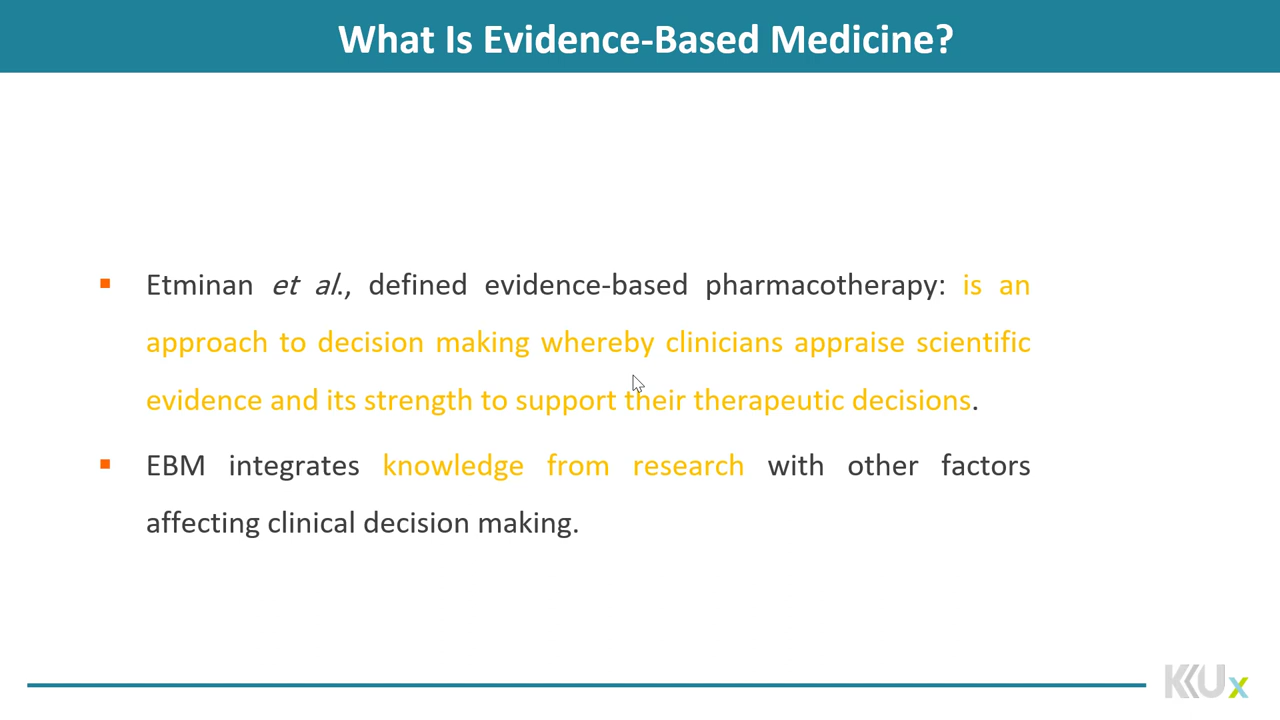 What Is Evidence-Based Medicine?
Etminan et al., defined evidence-based pharmacotherapy: is an
approach to decision making whereby clinicians appraise scientific
evidence and its strength to support their therapeutic decisions.
EBM integrates knowledge from research with other factors
affecting clinical decision making.
KKUx